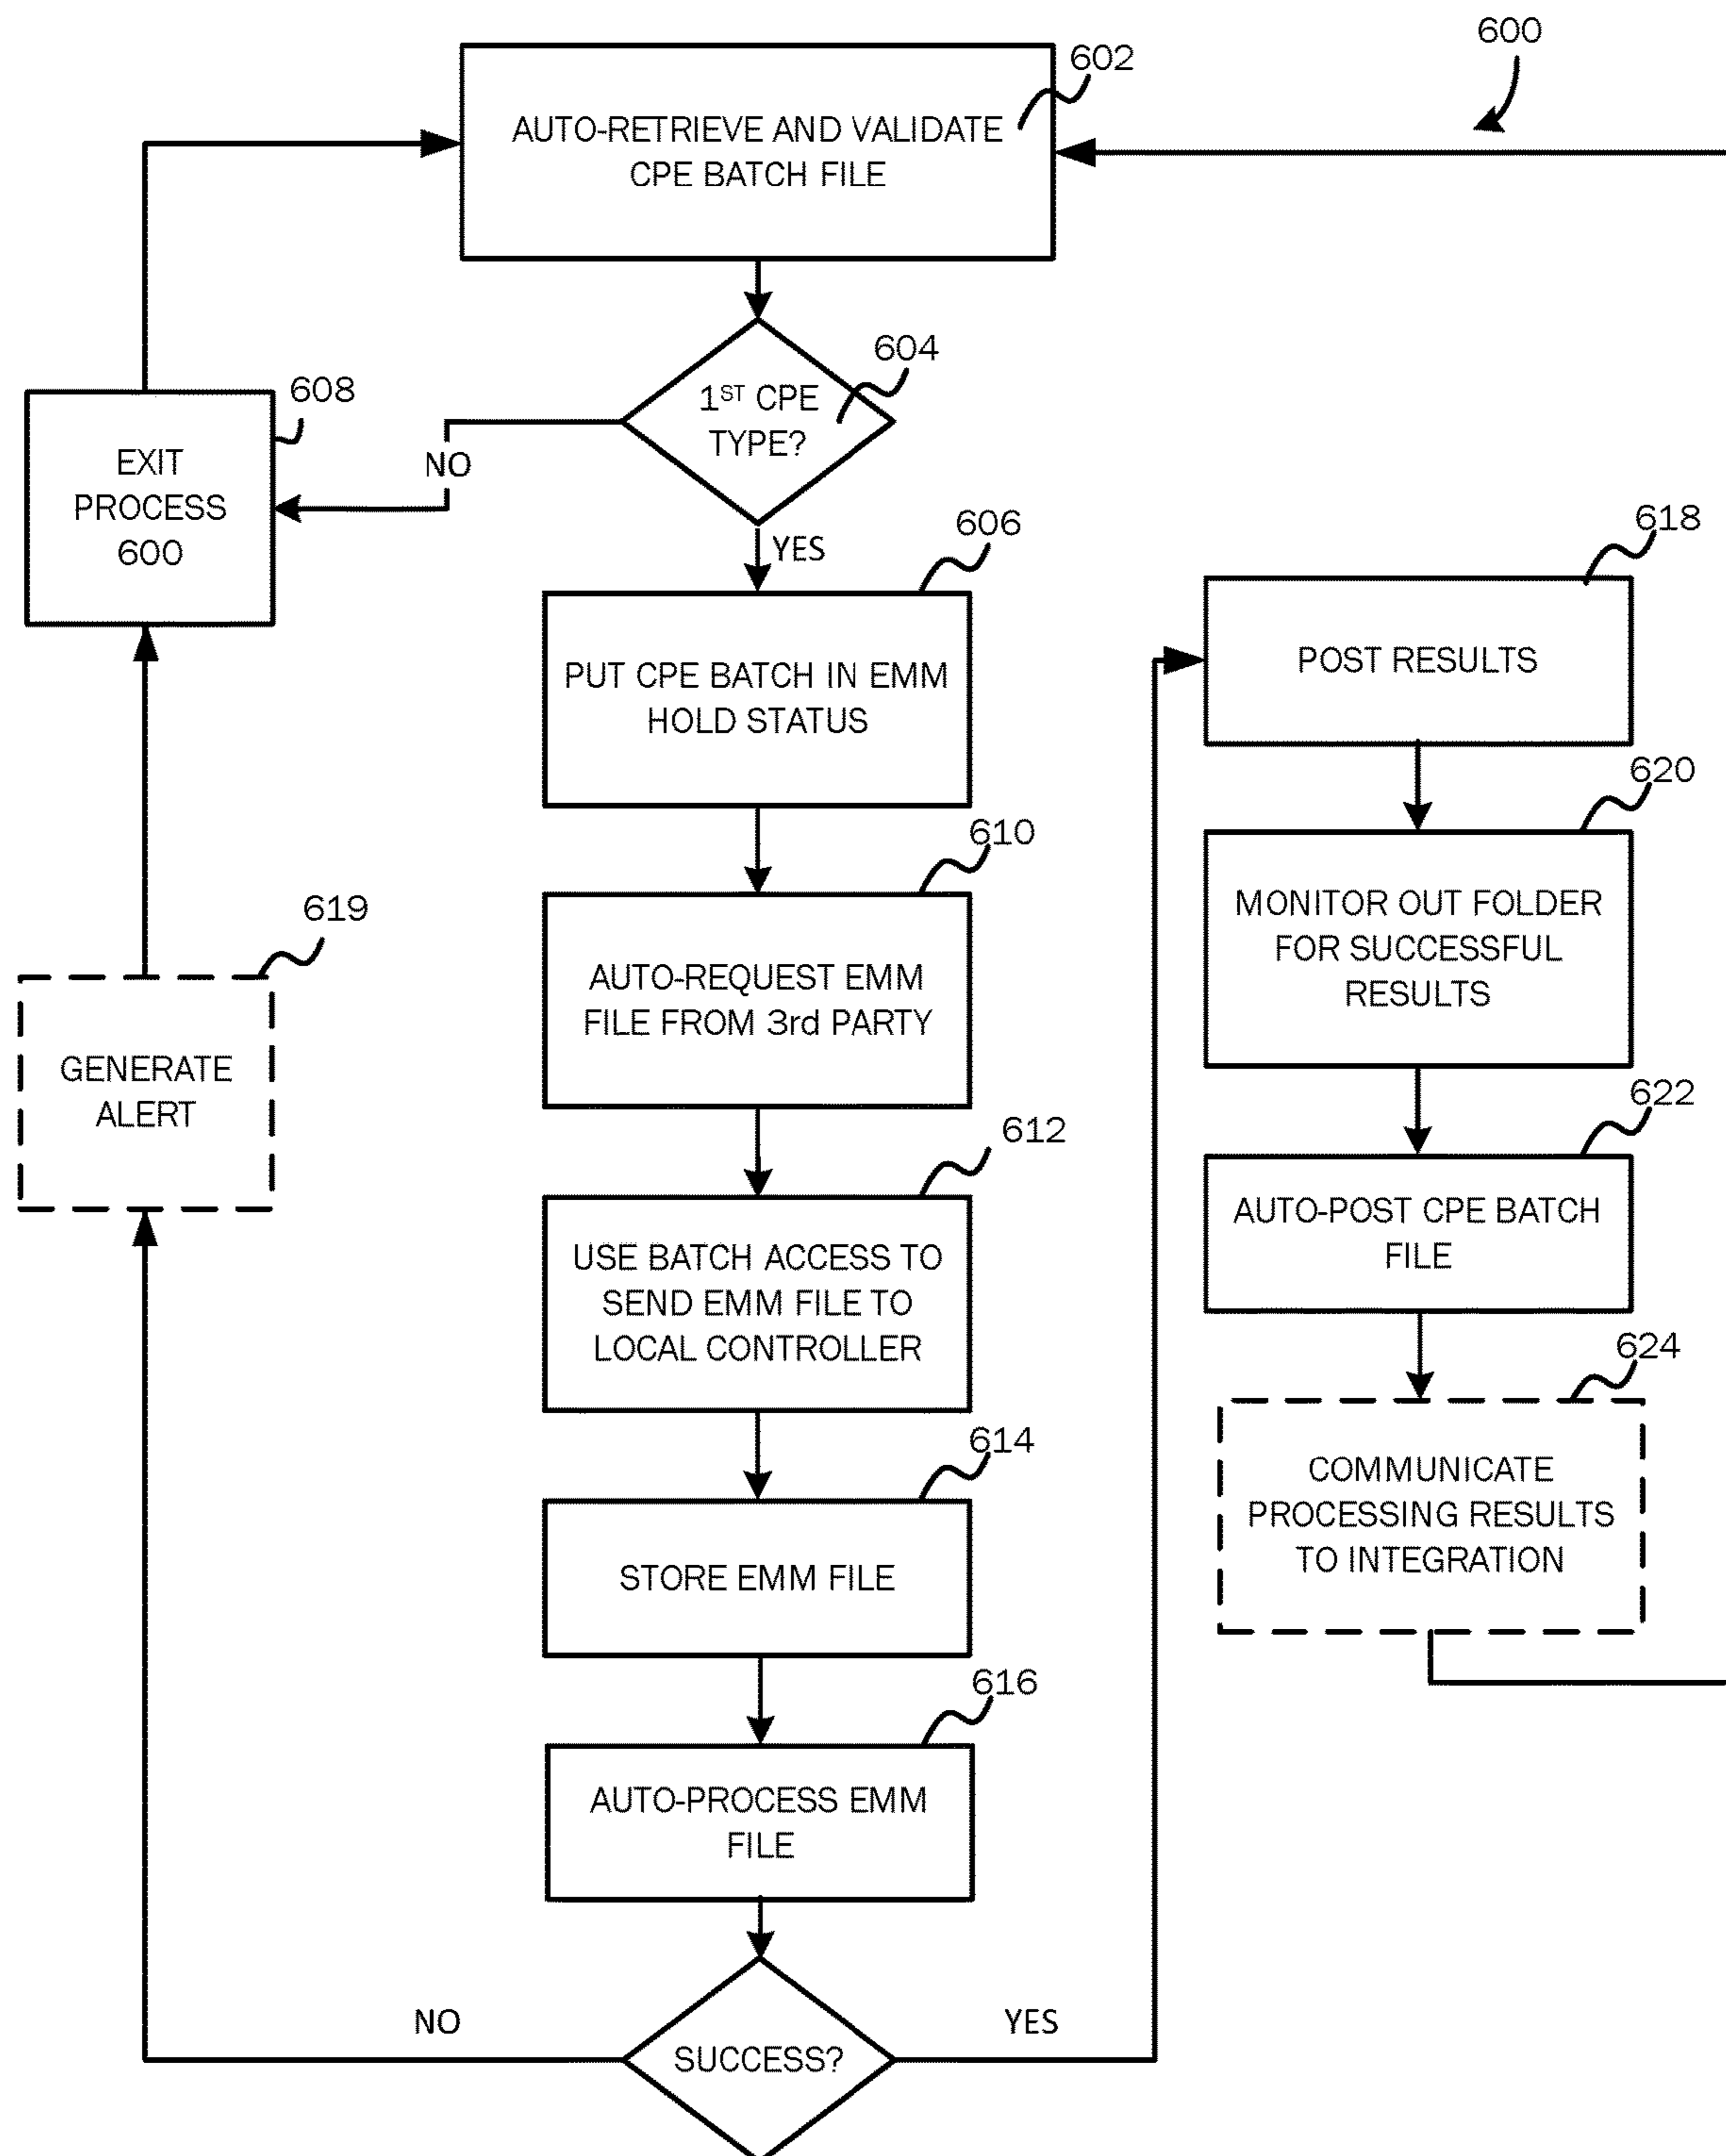 600
602
AUTO-RETRIEVE AND VALIDATE
CPE BATCH FILE
604
1ST CPE
TYPE?
NO
YES
608
EXIT
PROCESS
600
606
PUT CPE BATCH IN EMM
HOLD STATUS
610
AUTO-REQUEST EMM
FILE FROM 3rd PARTY
612
USE BATCH ACCESS TO
SEND EMM FILE TO
LOCAL CONTROLLER
614
STORE EMM FILE
616
AUTO-PROCESS EMM
FILE
SUCCESS?
NO
YES
619
GENERATE
ALERT
618
POST RESULTS
620
MONITOR OUT FOLDER
FOR SUCCESSFUL
RESULTS
622
AUTO-POST CPE BATCH
FILE
624
COMMUNICATE
PROCESSING RESULTS
TO INTEGRATION